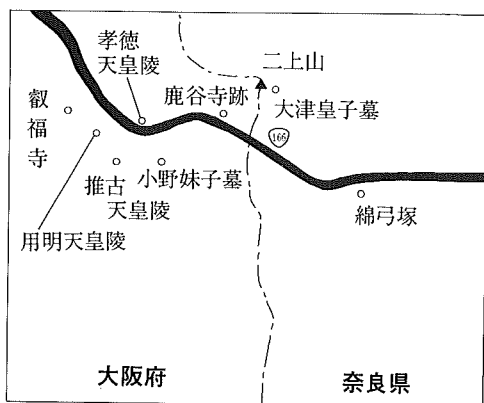 孝徳
天皇陵
二上山
鹿谷寺跡
大津皇子墓
叡福寺
166
推古
天皇陵
小野妹子墓
綿弓塚
用明天皇陵
大阪府
奈良県